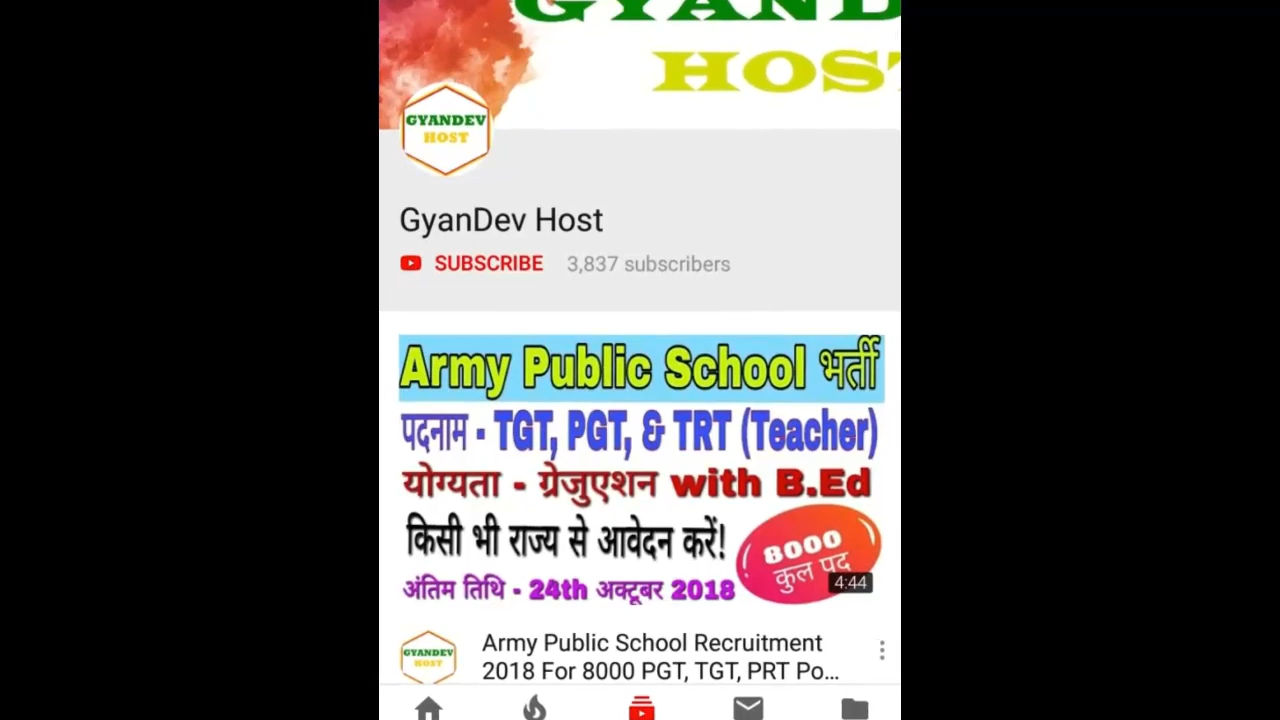 GYAND
HOST
GYANDEV
HOST
GyanDev Host
SUBSCRIBE 3,837 subscribers
Army Public School भर्ती
पदनाम - TGT, PGT, & TRT (Teacher)
योग्यता - ग्रेजुएशन with B.Ed
किसी भी राज्य से आवेदन करें!
8000
कुल पद
अंतिम तिथि - 24th अक्टूबर 2018
4:44
GYANDEV
HOST
Army Public School Recruitment
2018 For 8000 PGT, TGT, PRT Po...